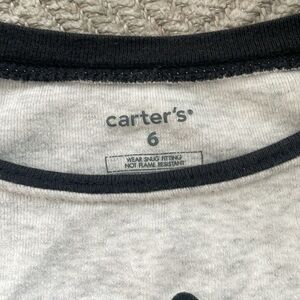 carter's®
6
WEAR SNUG FITTING
NOT FLAME RESISTANT